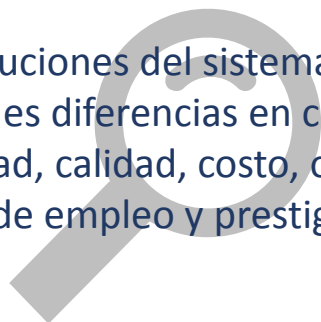 uciones del sistema
es diferencias en c
ad, calidad, costo, c
de empleo y prestig